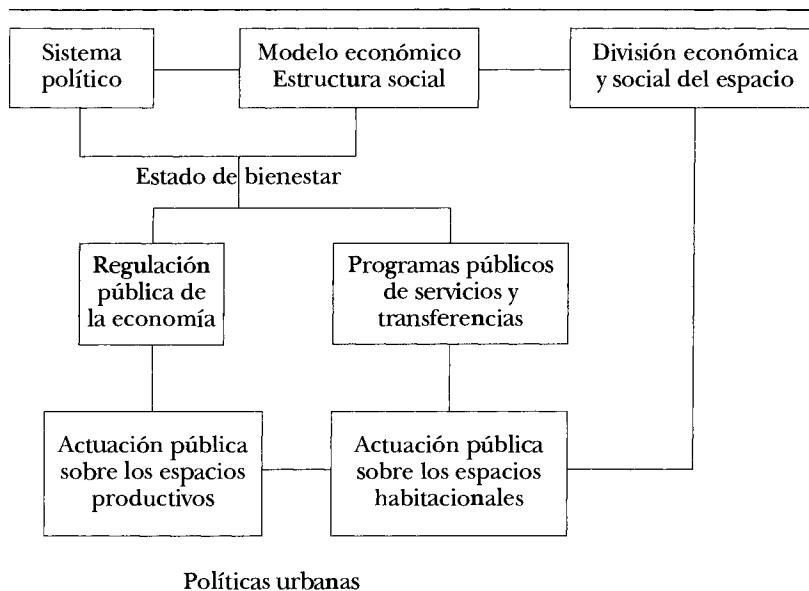 Sistema
político
Modelo económico
Estructura social
División económica
y social del espacio
Estado de bienestar
Regulación
pública de
la economía
Programas públicos
de servicios y
transferencias
Actuación pública
sobre los espacios
productivos
Actuación pública
sobre los espacios
habitacionales
Políticas urbanas